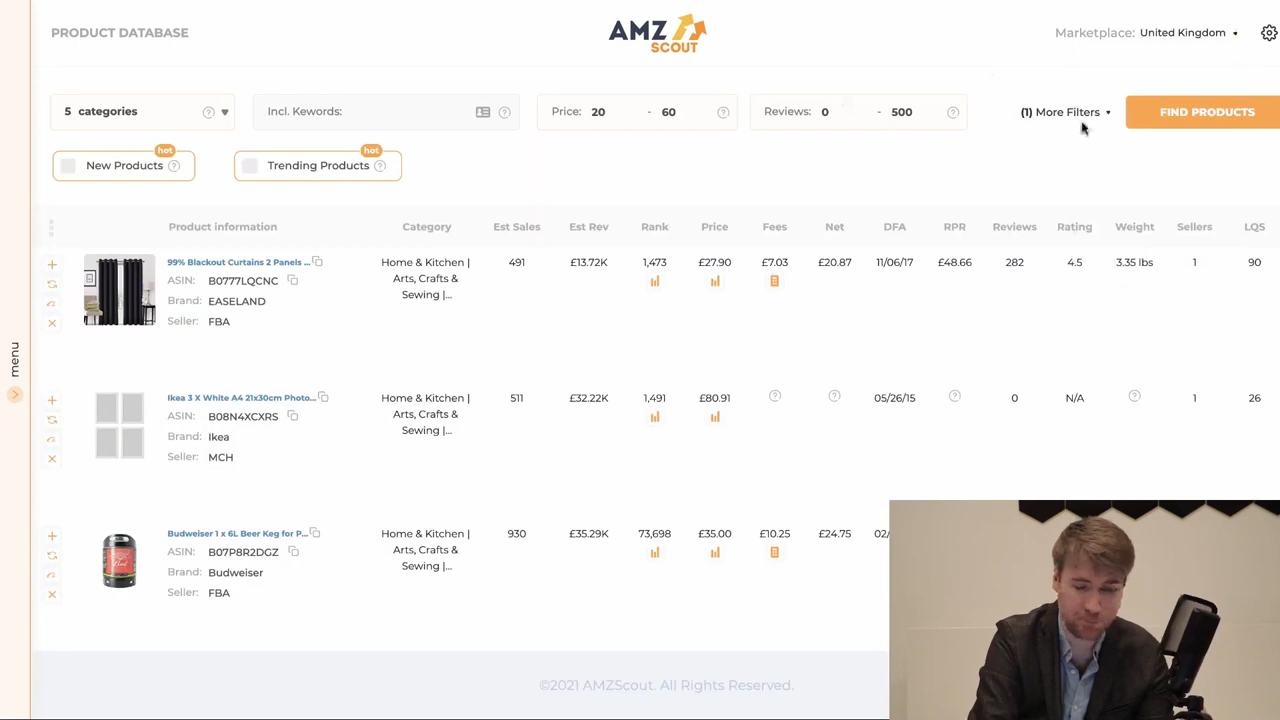 PRODUCT DATABASE
AMZ
SCOUT
Marketplace: United Kingdom
5 categories
Incl. Kewords:
Price: 20 - 60
Reviews: 0 - 500
(1) More Filters
FIND PRODUCTS
hot
New Products
hot
Trending Products
Product information Category Est Sales Est Rev Rank Price Fees Net DFA RPR Reviews Rating Weight Sellers LQS
99% Blackout Curtains 2 Panels ... Home & Kitchen | 491 £13.72K 1,473 £27.90 £7.03 £20.87 11/06/17 £48.66 282 4.5 3.35 lbs 1 90
ASIN: B0777LQCNC Arts, Crafts &
Brand: EASELAND Sewing |...
Seller: FBA
menu
Ikea 3 X White A4 21x30cm Photo... Home & Kitchen | 511 £32.22K 1,491 £80.91 05/26/15 0 N/A 1 26
ASIN: B08N4XCXRS Arts, Crafts &
Brand: Ikea Sewing |...
Seller: MCH
Budweiser 1 x 6L Beer Keg for P... Home & Kitchen | 930 £35.29K 73,698 £35.00 £10.25 £24.75 02/
ASIN: B07P8R2DGZ Arts, Crafts &
Brand: Budweiser Sewing |...
Seller: FBA
©2021 AMZScout. All Rights Reserved.